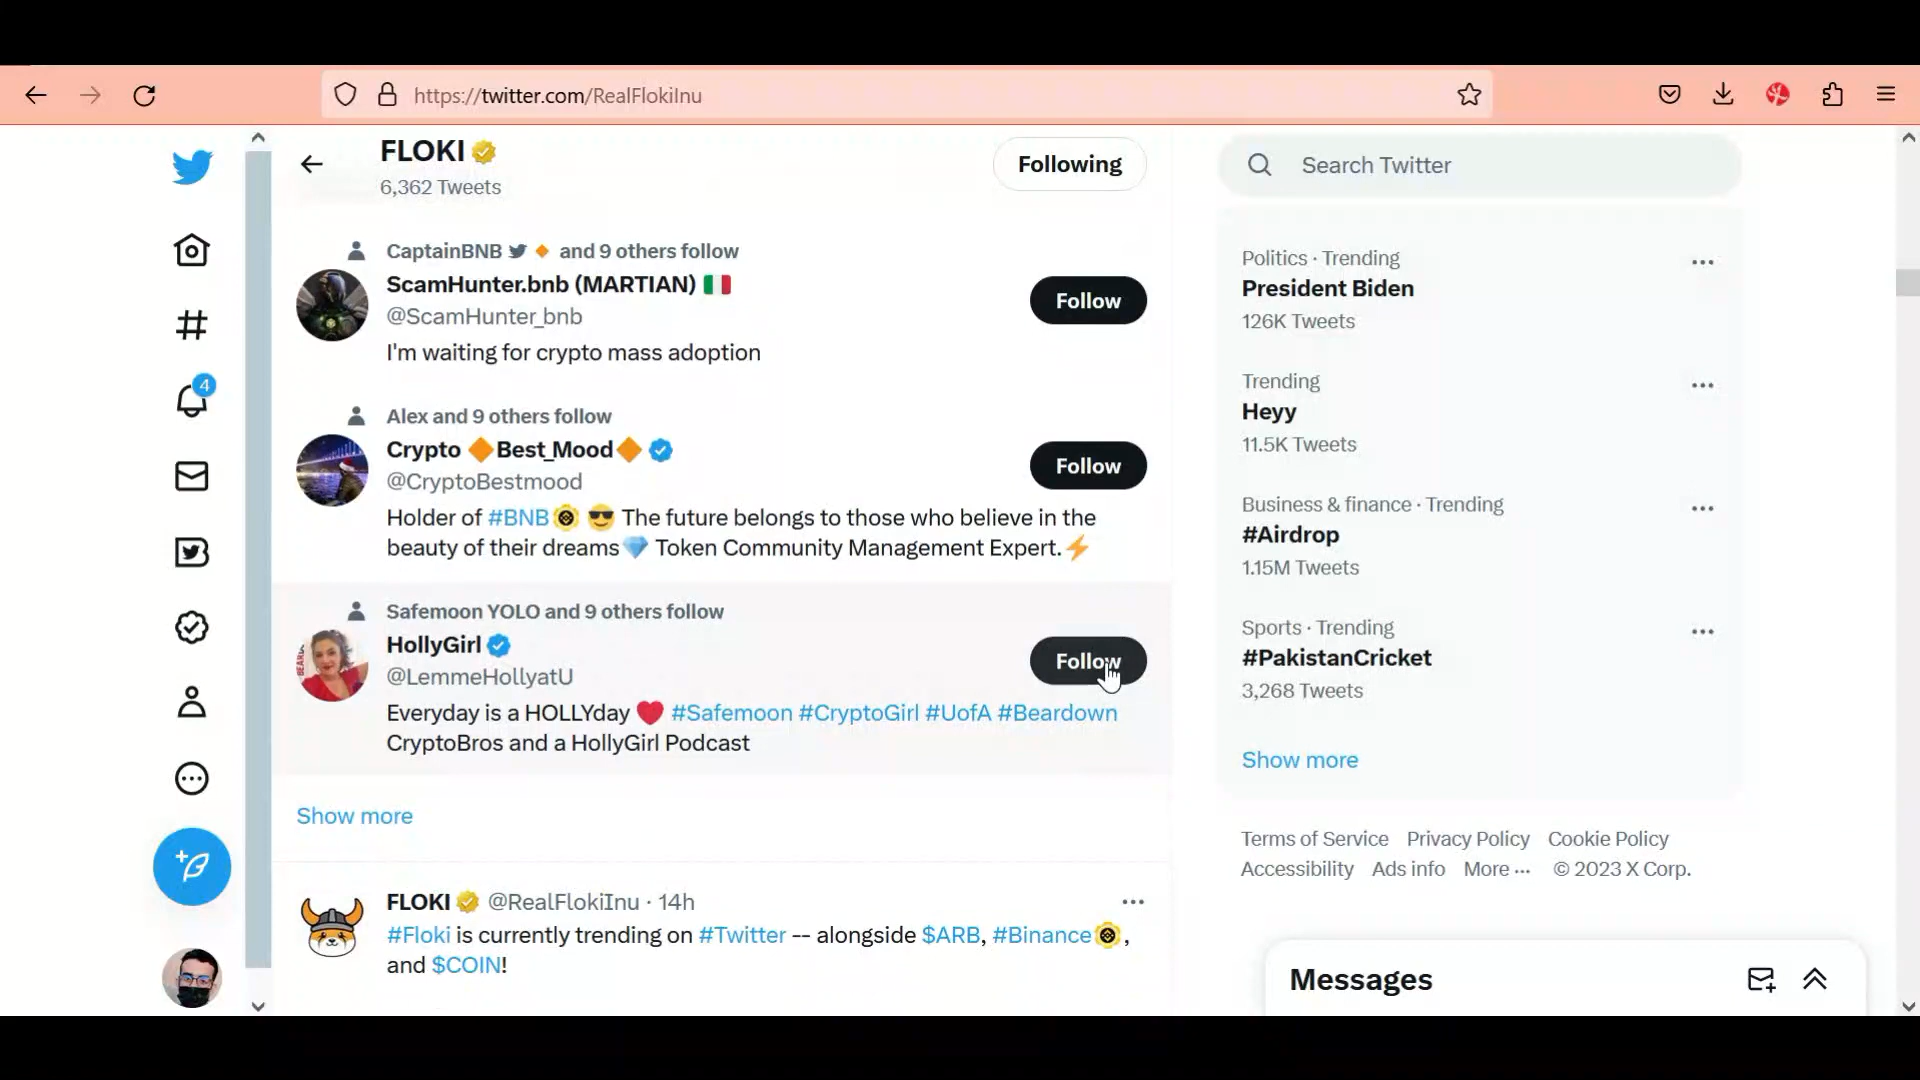 https://twitter.com/RealFlokiInu
FLOKI
6,362 Tweets
Following
CaptainBNB and 9 others follow
ScamHunter.bnb (MARTIAN)
@ScamHunter_bnb
Follow
I'm waiting for crypto mass adoption
Alex and 9 others follow
Crypto 🔶Best_Mood🔶
@CryptoBestmood
Follow
Holder of #BNB 😎 The future belongs to those who believe in the
beauty of their dreams💎 Token Community Management Expert.⚡
Safemoon YOLO and 9 others follow
HollyGirl
@LemmeHollyatU
Follow
Everyday is a HOLLYday ❤️ #Safemoon #CryptoGirl #UofA #Beardown
CryptoBros and a HollyGirl Podcast
Show more
FLOKI @RealFlokiInu · 14h
#Floki is currently trending on #Twitter -- alongside $ARB, #Binance ,
and $COIN!
4
Search Twitter
Politics · Trending
President Biden
126K Tweets
Trending
Heyy
11.5K Tweets
Business & finance · Trending
#Airdrop
1.15M Tweets
Sports · Trending
#PakistanCricket
3,268 Tweets
Show more
Terms of Service Privacy Policy Cookie Policy
Accessibility Ads info More ··· © 2023 X Corp.
Messages